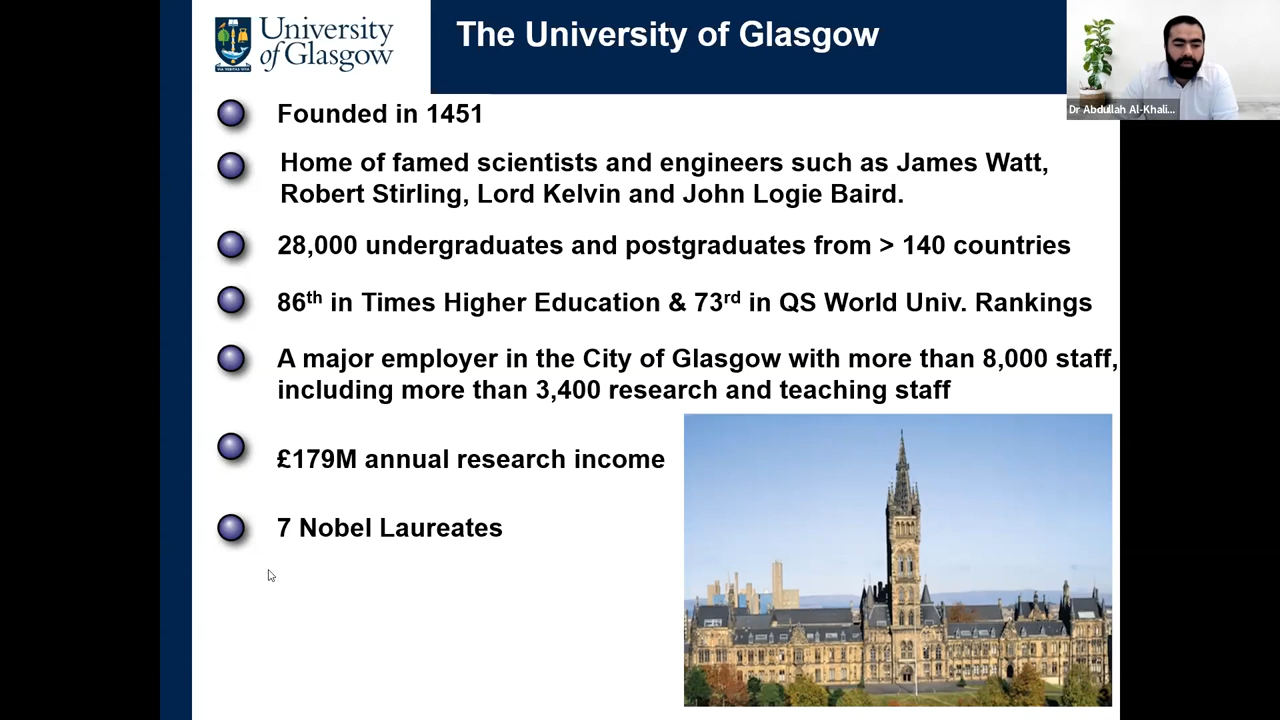 University
of Glasgow
The University of Glasgow
Dr Abdullah Al-Khali...
Founded in 1451
Home of famed scientists and engineers such as James Watt,
Robert Stirling, Lord Kelvin and John Logie Baird.
28,000 undergraduates and postgraduates from > 140 countries
86th in Times Higher Education & 73rd in QS World Univ. Rankings
A major employer in the City of Glasgow with more than 8,000 staff,
including more than 3,400 research and teaching staff
£179M annual research income
7 Nobel Laureates